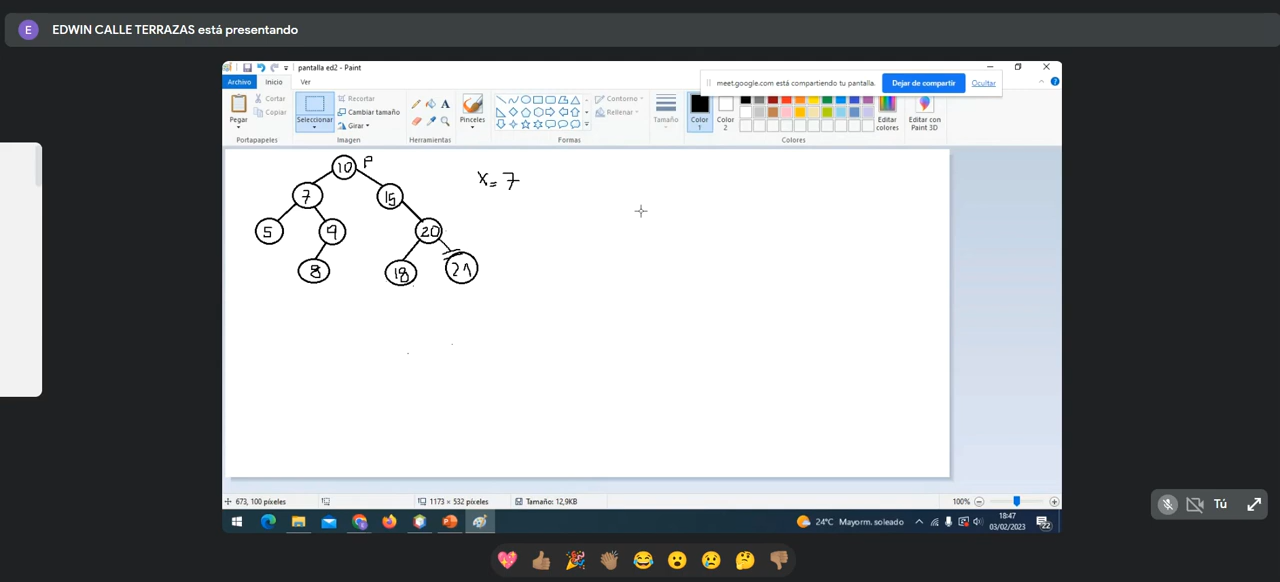 E EDWIN CALLE TERRAZAS está presentando
pantalla ed2 - Paint
Archivo Inicio Ver
meet.google.com está compartiendo tu pantalla. Dejar de compartir Ocultar
Pegar Cortar Copiar
Seleccionar Recortar Cambiar tamaño Girar
Pinceles
Contorno Rellenar
Tamaño Color 1 Color 2 Editar colores Editar con Paint 3D
Portapapeles Imagen Herramientas Formas Colores
10 P
7 15 x = 7
5 9 20
8 18 21
673, 100 píxeles 1173 × 532 píxeles Tamaño: 12,9KB 100%
24°C Mayorm. soleado 18:47
03/02/2023 22
Tú